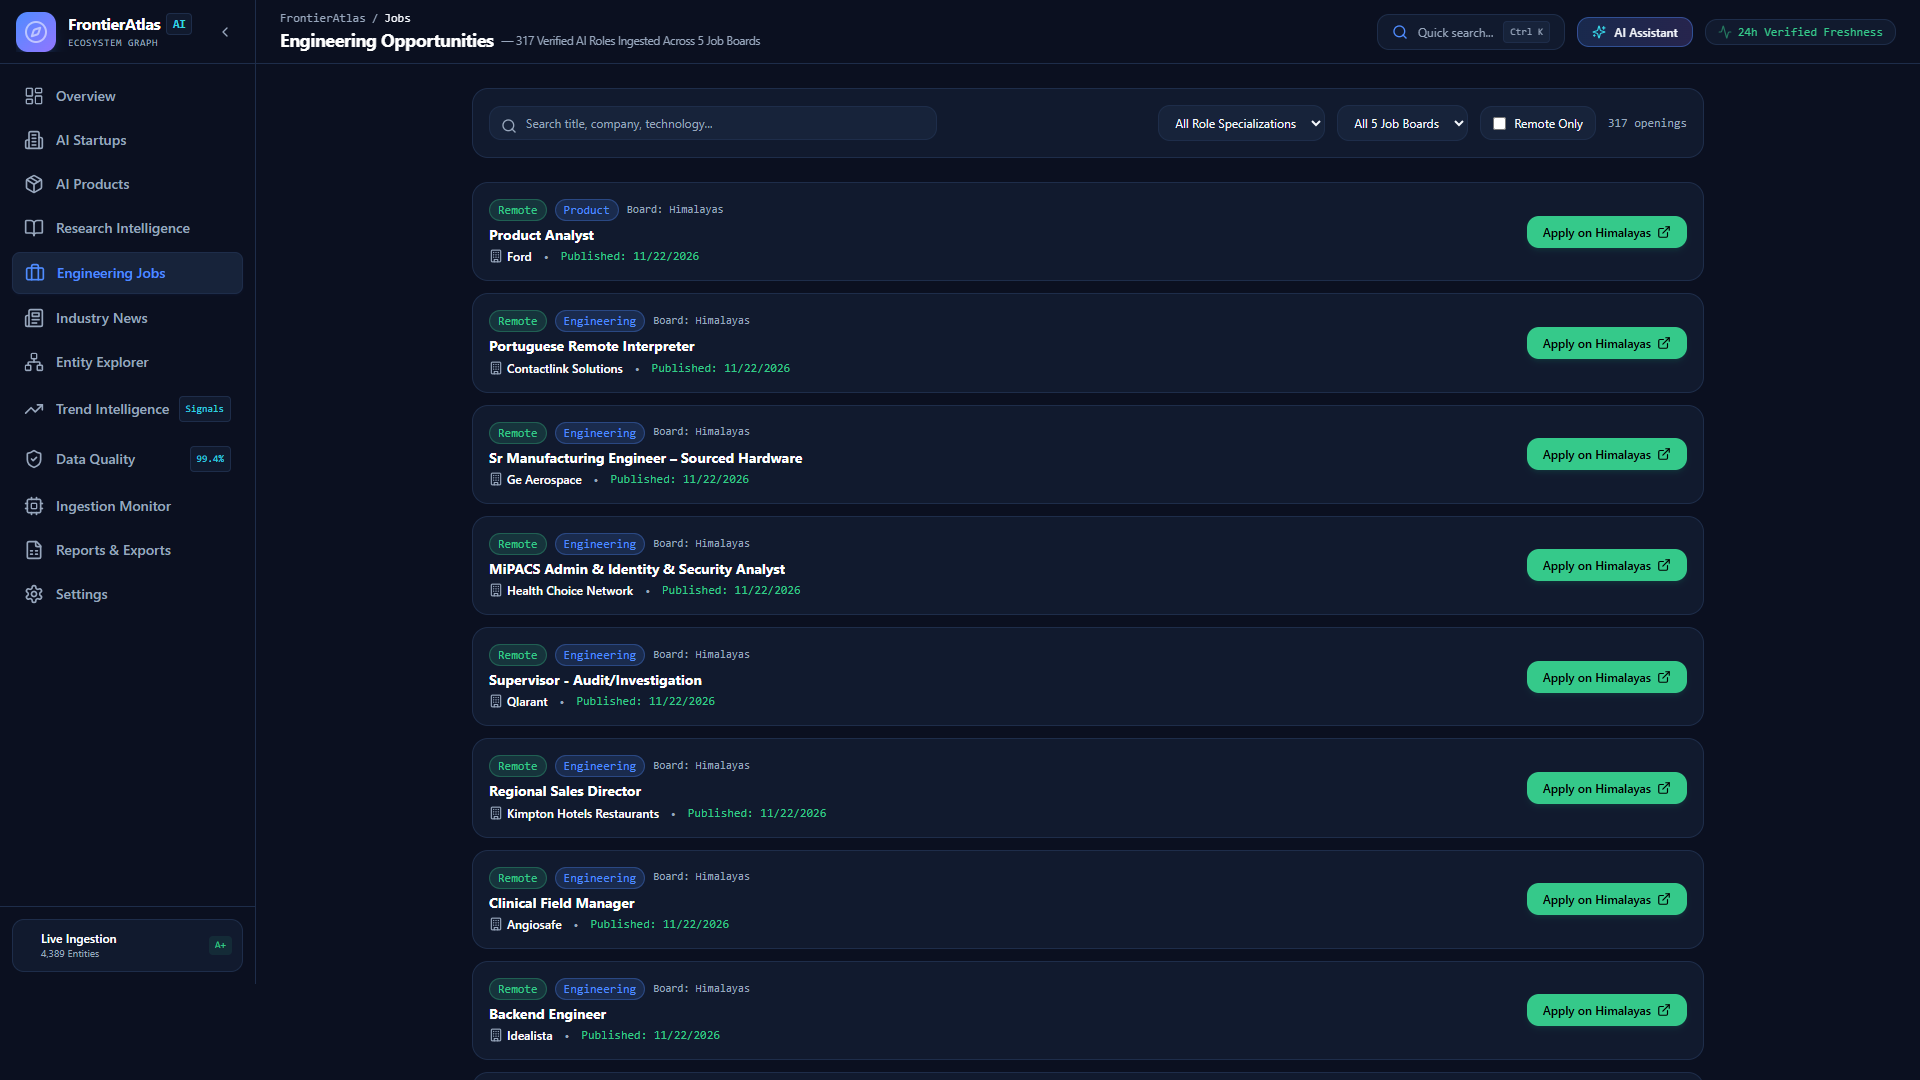 FrontierAtlas AI
ECOSYSTEM GRAPH
Overview
AI Startups
AI Products
Research Intelligence
Engineering Jobs
Industry News
Entity Explorer
Trend Intelligence Signals
Data Quality 99.4%
Ingestion Monitor
Reports & Exports
Settings
Live Ingestion
4,389 Entities
A+
FrontierAtlas / Jobs
Engineering Opportunities — 317 Verified AI Roles Ingested Across 5 Job Boards
Quick search... Ctrl K
AI Assistant
24h Verified Freshness
Search title, company, technology...
All Role Specializations
All 5 Job Boards
Remote Only
317 openings
Remote Product Board: Himalayas
Product Analyst
Ford • Published: 11/22/2026
Apply on Himalayas
Remote Engineering Board: Himalayas
Portuguese Remote Interpreter
Contactlink Solutions • Published: 11/22/2026
Apply on Himalayas
Remote Engineering Board: Himalayas
Sr Manufacturing Engineer – Sourced Hardware
Ge Aerospace • Published: 11/22/2026
Apply on Himalayas
Remote Engineering Board: Himalayas
MiPACS Admin & Identity & Security Analyst
Health Choice Network • Published: 11/22/2026
Apply on Himalayas
Remote Engineering Board: Himalayas
Supervisor - Audit/Investigation
Qlarant • Published: 11/22/2026
Apply on Himalayas
Remote Engineering Board: Himalayas
Regional Sales Director
Kimpton Hotels Restaurants • Published: 11/22/2026
Apply on Himalayas
Remote Engineering Board: Himalayas
Clinical Field Manager
Angiosafe • Published: 11/22/2026
Apply on Himalayas
Remote Engineering Board: Himalayas
Backend Engineer
Idealista • Published: 11/22/2026
Apply on Himalayas